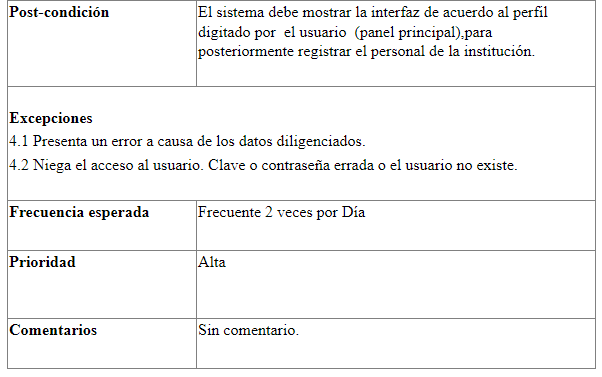 Post-condición
El sistema debe mostrar la interfaz de acuerdo al perfil
digitado por  el usuario  (panel principal),para
posteriormente registrar el personal de la institución.
Excepciones
4.1 Presenta un error a causa de los datos diligenciados.
4.2 Niega el acceso al usuario. Clave o contraseña errada o el usuario no existe.
Frecuencia esperada
Frecuente 2 veces por Día
Prioridad
Alta
Comentarios
Sin comentario.